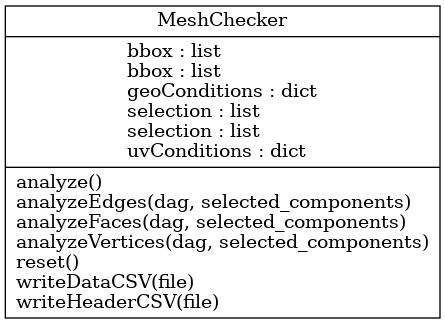 MeshChecker
bbox : list
bbox : list
geoConditions : dict
selection : list
selection : list
uvConditions : dict
analyze()
analyzeEdges(dag, selected_components)
analyzeFaces(dag, selected_components)
analyzeVertices(dag, selected_components)
reset()
writeDataCSV(file)
writeHeaderCSV(file)